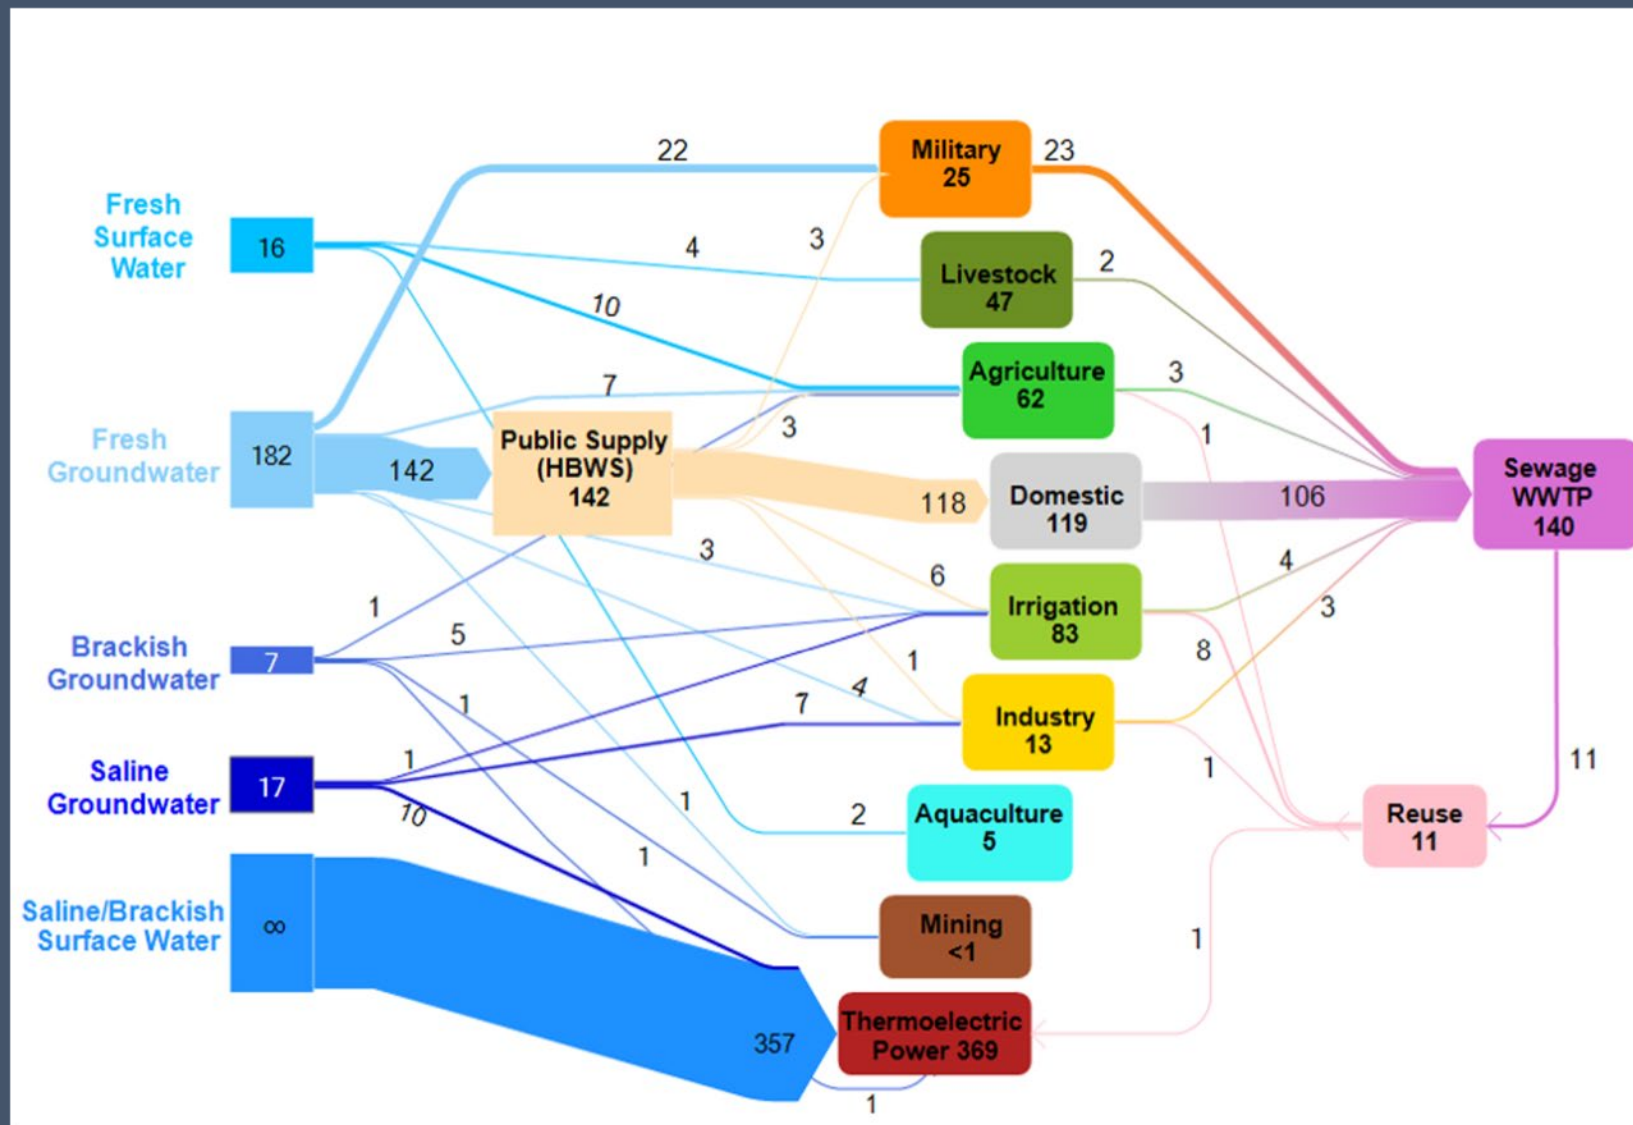 Fresh
Surface
Water
16
Fresh
Groundwater
182
Brackish
Groundwater
7
Saline
Groundwater
17
Saline/Brackish
Surface Water
∞
22
4
10
7
142
Public Supply
(HBWS)
142
3
3
118
3
6
1
5
1
4
7
1
10
1
1
2
357
1
Military
25
Livestock
47
Agriculture
62
Domestic
119
Irrigation
83
Industry
13
Aquaculture
5
Mining
<1
Thermoelectric
Power 369
23
2
3
1
106
4
3
8
1
1
Sewage
WWTP
140
11
Reuse
11